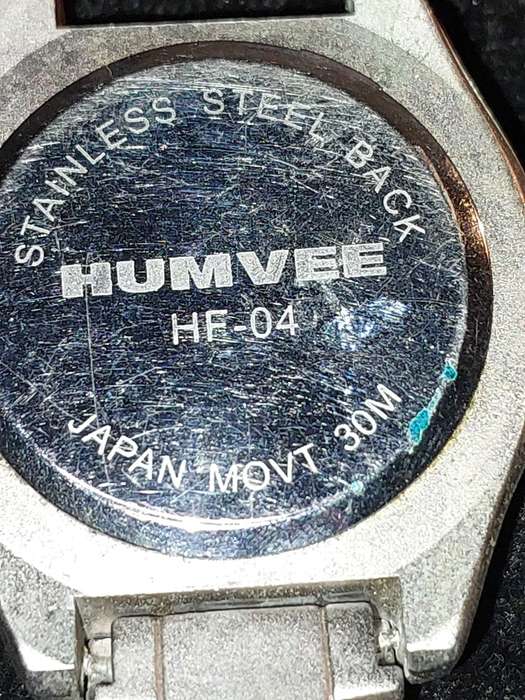 STAINLESS STEEL BACK
HUMVEE
HF-04
JAPAN MOVT 30M